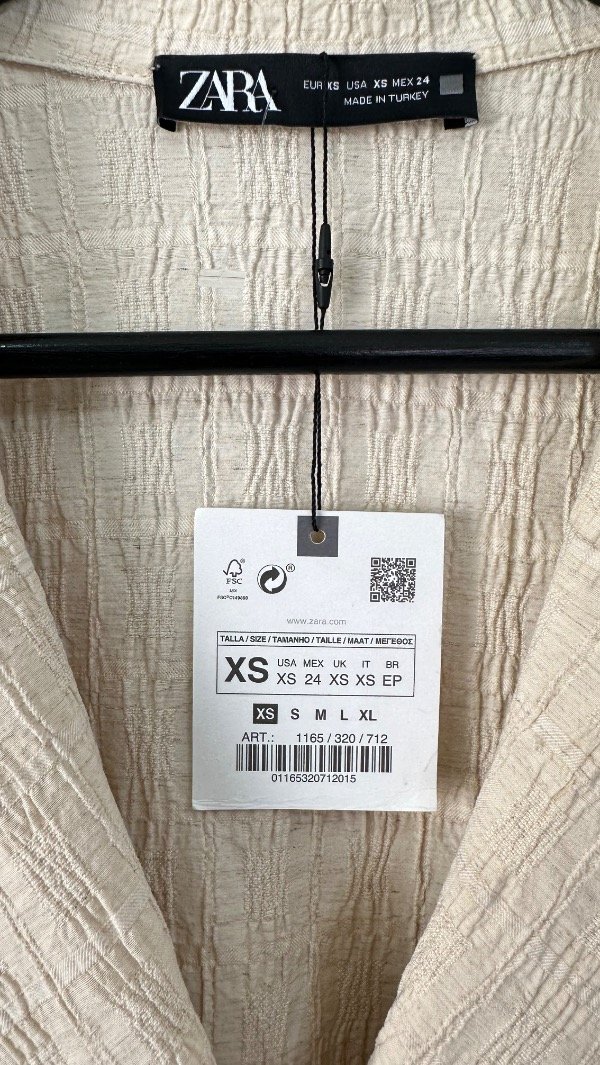 ZARA
EUR XS USA XS MEX 24
MADE IN TURKEY
FSC
www.zara.com
TALLA / SIZE / TAMANHO / TAILLE / MAAT / ΜΕΓΕΘΟΣ
XS
USA MEX UK IT BR
XS 24 XS XS EP
XS S M L XL
ART.: 1165 / 320 / 712
01165320712015